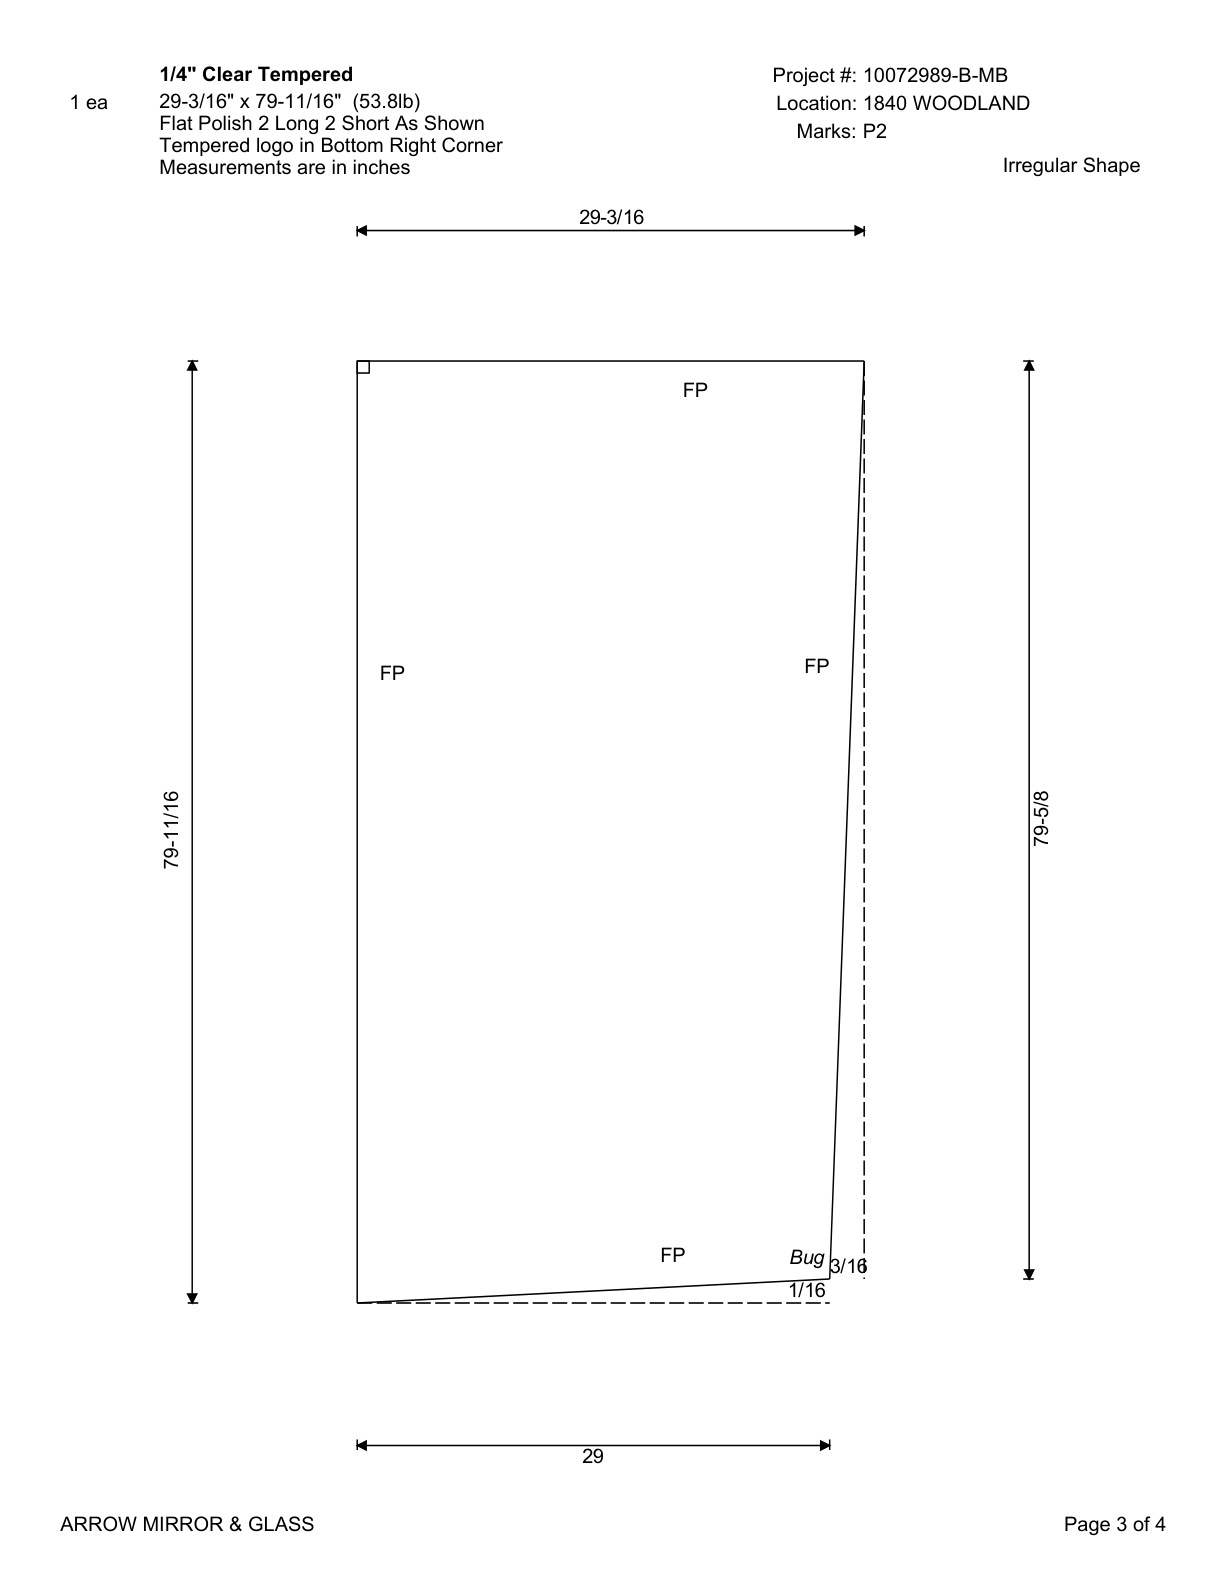 1/4" Clear Tempered
1 ea
29-3/16" x 79-11/16" (53.8lb)
Flat Polish 2 Long 2 Short As Shown
Tempered logo in Bottom Right Corner
Measurements are in inches
Project #: 10072989-B-MB
Location: 1840 WOODLAND
Marks: P2
Irregular Shape
29-3/16
FP
FP
FP
79-11/16
79-5/8
FP
Bug
3/16
1/16
29
ARROW MIRROR & GLASS
Page 3 of 4